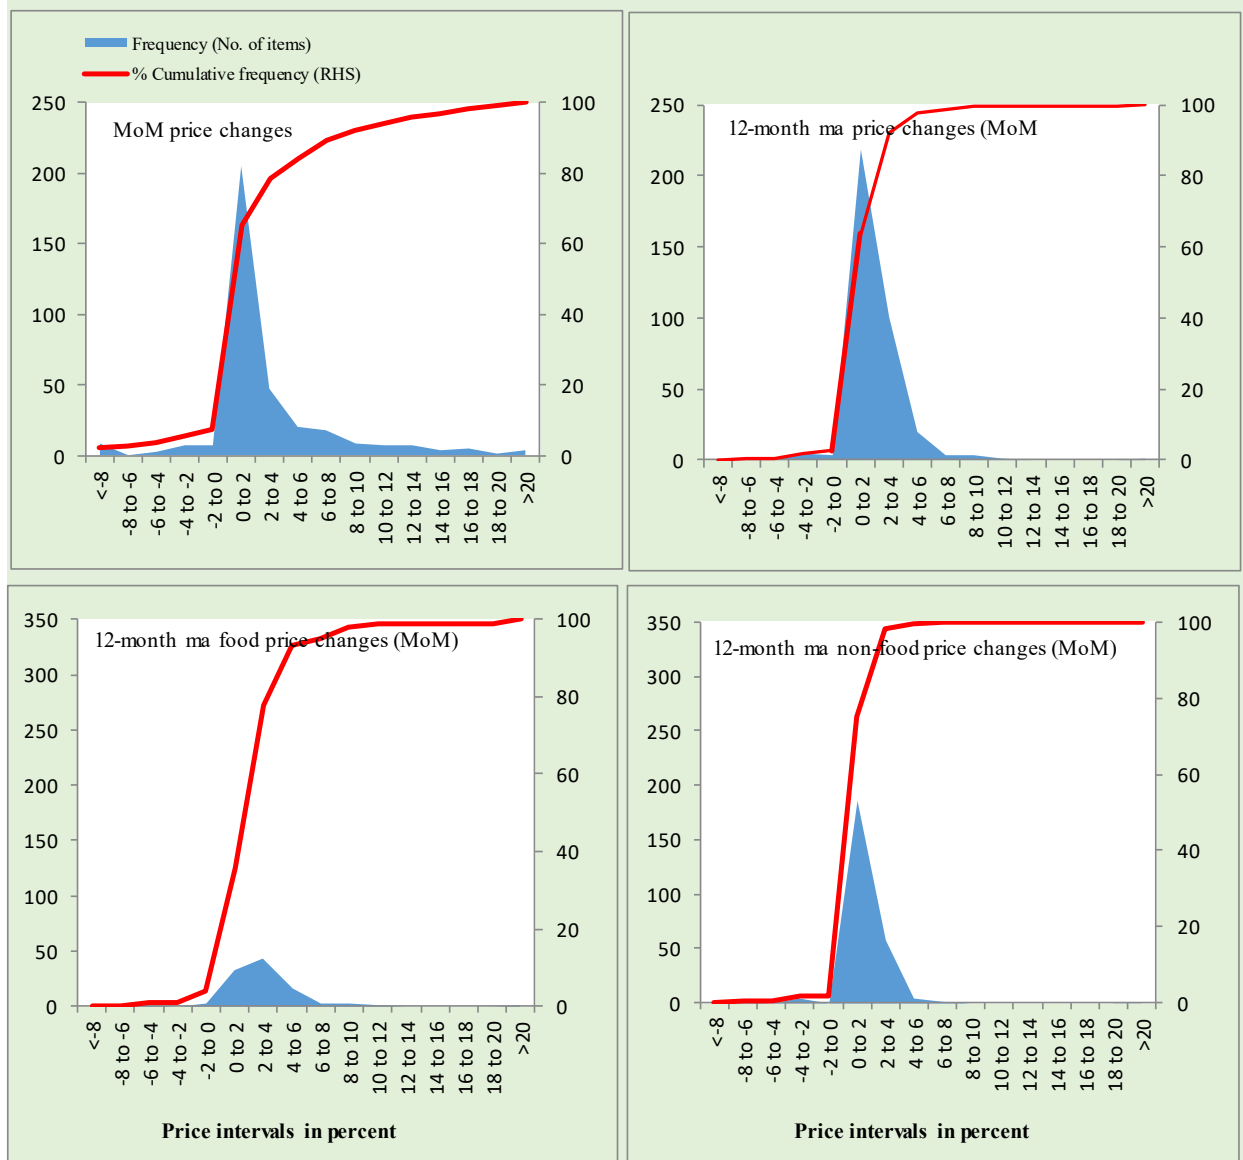 Frequency (No. of items)
% Cumulative frequency (RHS)
MoM price changes
250
200
150
100
50
0
100
80
60
40
20
0
<-8
-8 to -6
-6 to -4
-4 to -2
-2 to 0
0 to 2
2 to 4
4 to 6
6 to 8
8 to 10
10 to 12
12 to 14
14 to 16
16 to 18
18 to 20
>20
12-month ma price changes (MoM
250
200
150
100
50
0
100
80
60
40
20
0
<-8
-8 to -6
-6 to -4
-4 to -2
-2 to 0
0 to 2
2 to 4
4 to 6
6 to 8
8 to 10
10 to 12
12 to 14
14 to 16
16 to 18
18 to 20
>20
12-month ma food price changes (MoM)
350
300
250
200
150
100
50
0
100
80
60
40
20
0
<-8
-8 to -6
-6 to -4
-4 to -2
-2 to 0
0 to 2
2 to 4
4 to 6
6 to 8
8 to 10
10 to 12
12 to 14
14 to 16
16 to 18
18 to 20
>20
Price intervals in percent
12-month ma non-food price changes (MoM)
350
300
250
200
150
100
50
0
100
80
60
40
20
0
<-8
-8 to -6
-6 to -4
-4 to -2
-2 to 0
0 to 2
2 to 4
4 to 6
6 to 8
8 to 10
10 to 12
12 to 14
14 to 16
16 to 18
18 to 20
>20
Price intervals in percent